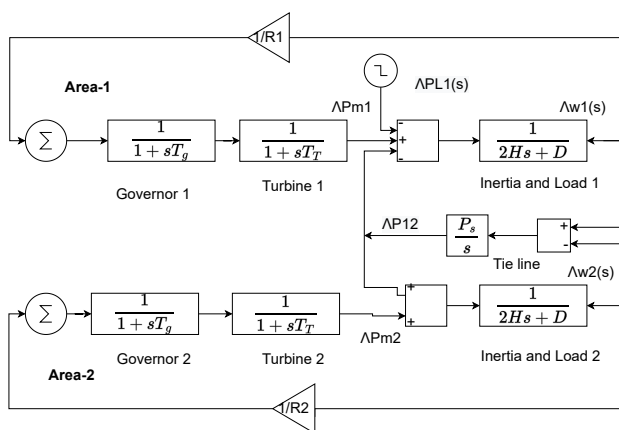 1/R1
Area-1
ΛPL1(s)
ΛPm1
Λw1(s)
Σ
1
1 + sT_g
1
1 + sT_T
-
+
-
1
2Hs + D
Governor 1
Turbine 1
Inertia and Load 1
ΛP12
P_s
s
+
-
Tie line
Λw2(s)
Σ
1
1 + sT_g
1
1 + sT_T
+
+
1
2Hs + D
Governor 2
Turbine 2
ΛPm2
Inertia and Load 2
Area-2
1/R2